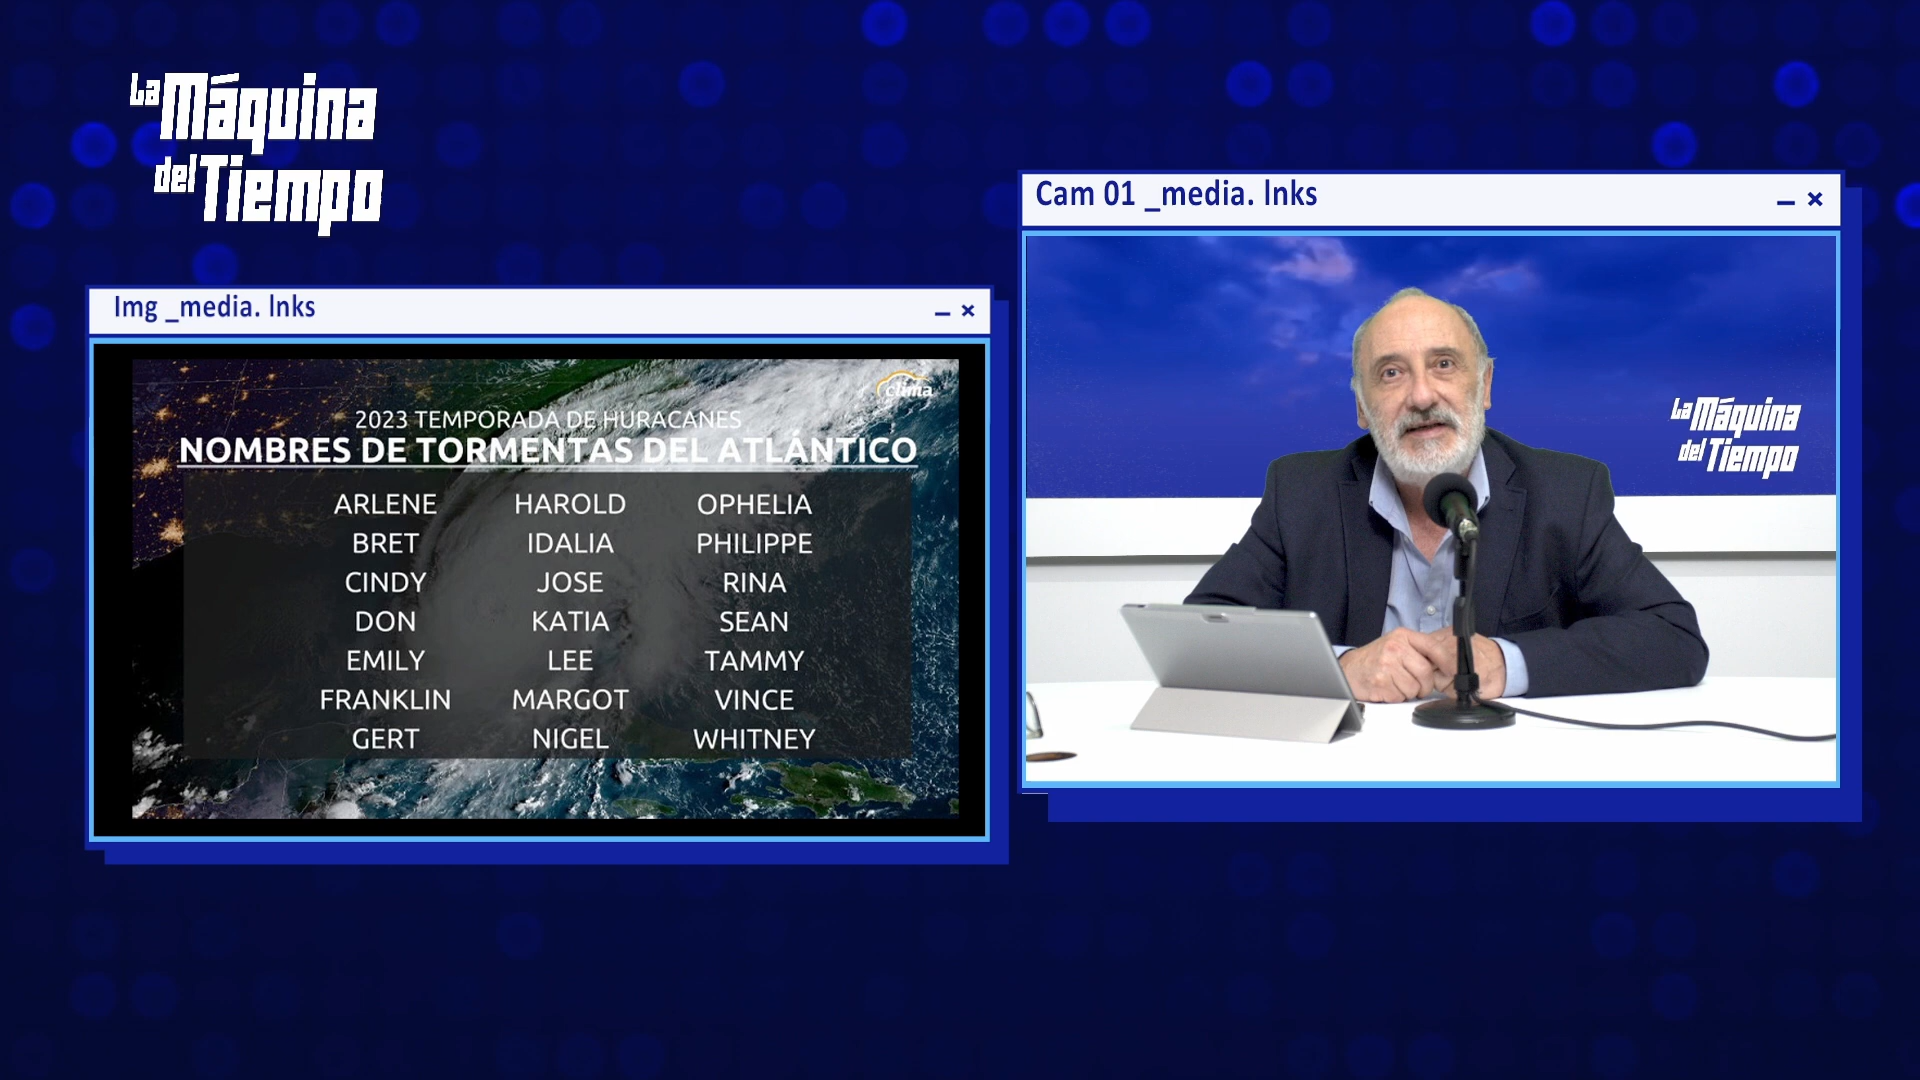 La Máquina
del Tiempo
Img _media. lnks
clima
2023 TEMPORADA DE HURACANES
NOMBRES DE TORMENTAS DEL ATLÁNTICO
ARLENE HAROLD OPHELIA
BRET IDALIA PHILIPPE
CINDY JOSE RINA
DON KATIA SEAN
EMILY LEE TAMMY
FRANKLIN MARGOT VINCE
GERT NIGEL WHITNEY
Cam 01 _media. lnks
La Máquina
del Tiempo